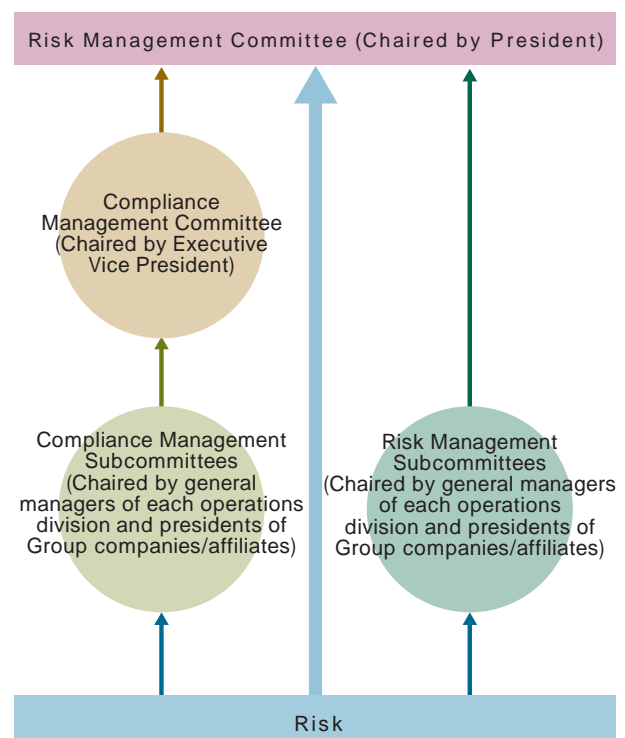 Risk Management Committee (Chaired by President)
Compliance
Management Committee
(Chaired by Executive
Vice President)
Compliance Management
Subcommittees
(Chaired by general
managers of each operations
division and presidents of
Group companies/affiliates)
Risk Management
Subcommittees
(Chaired by general managers
of each operations
division and presidents of
Group companies/affiliates)
Risk